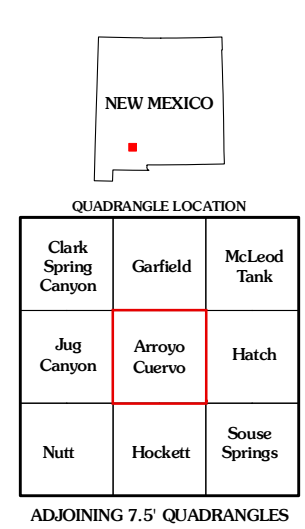 NEW MEXICO
QUADRANGLE LOCATION
Clark
Spring
Canyon
Garfield
McLeod
Tank
Jug
Canyon
Arroyo
Cuervo
Hatch
Nutt
Hockett
Souse
Springs
ADJOINING 7.5' QUADRANGLES